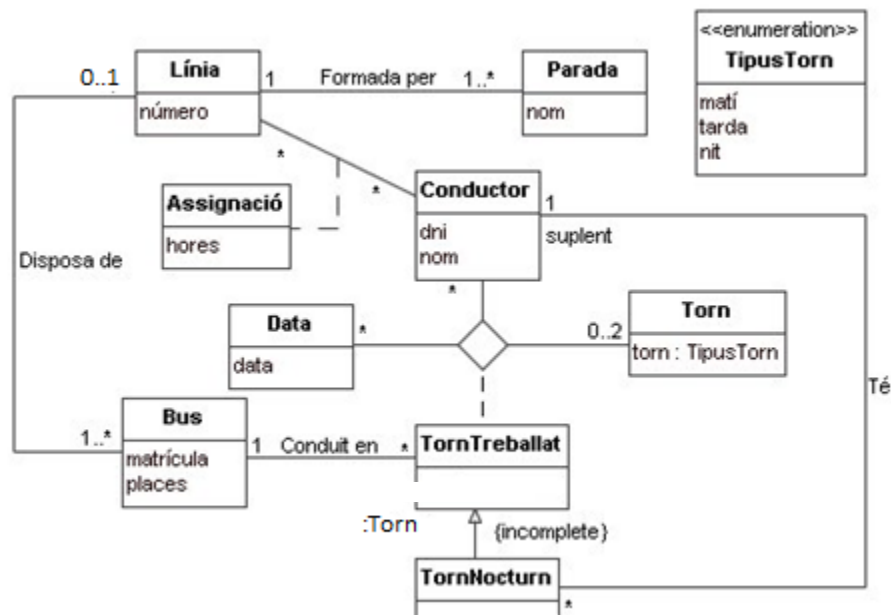 <<enumeration>>
TipusTorn
matí
tarda
nit
0..1
Línia
número
1
Formada per
1..*
Parada
nom
*
*
Assignació
hores
Conductor
dni
nom
1
suplent
Disposa de
*
Data
data
*
0..2
Torn
torn : TipusTorn
Té
Bus
matrícula
places
1..*
1
Conduit en
*
TornTreballat
:Torn
{incomplete}
TornNocturn
*